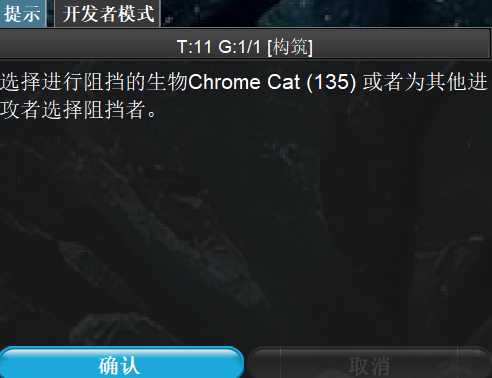 提示 开发者模式
T:11 G:1/1 [构筑]
选择进行阻挡的生物Chrome Cat (135) 或者为其他进
攻者选择阻挡者。
确认 取消